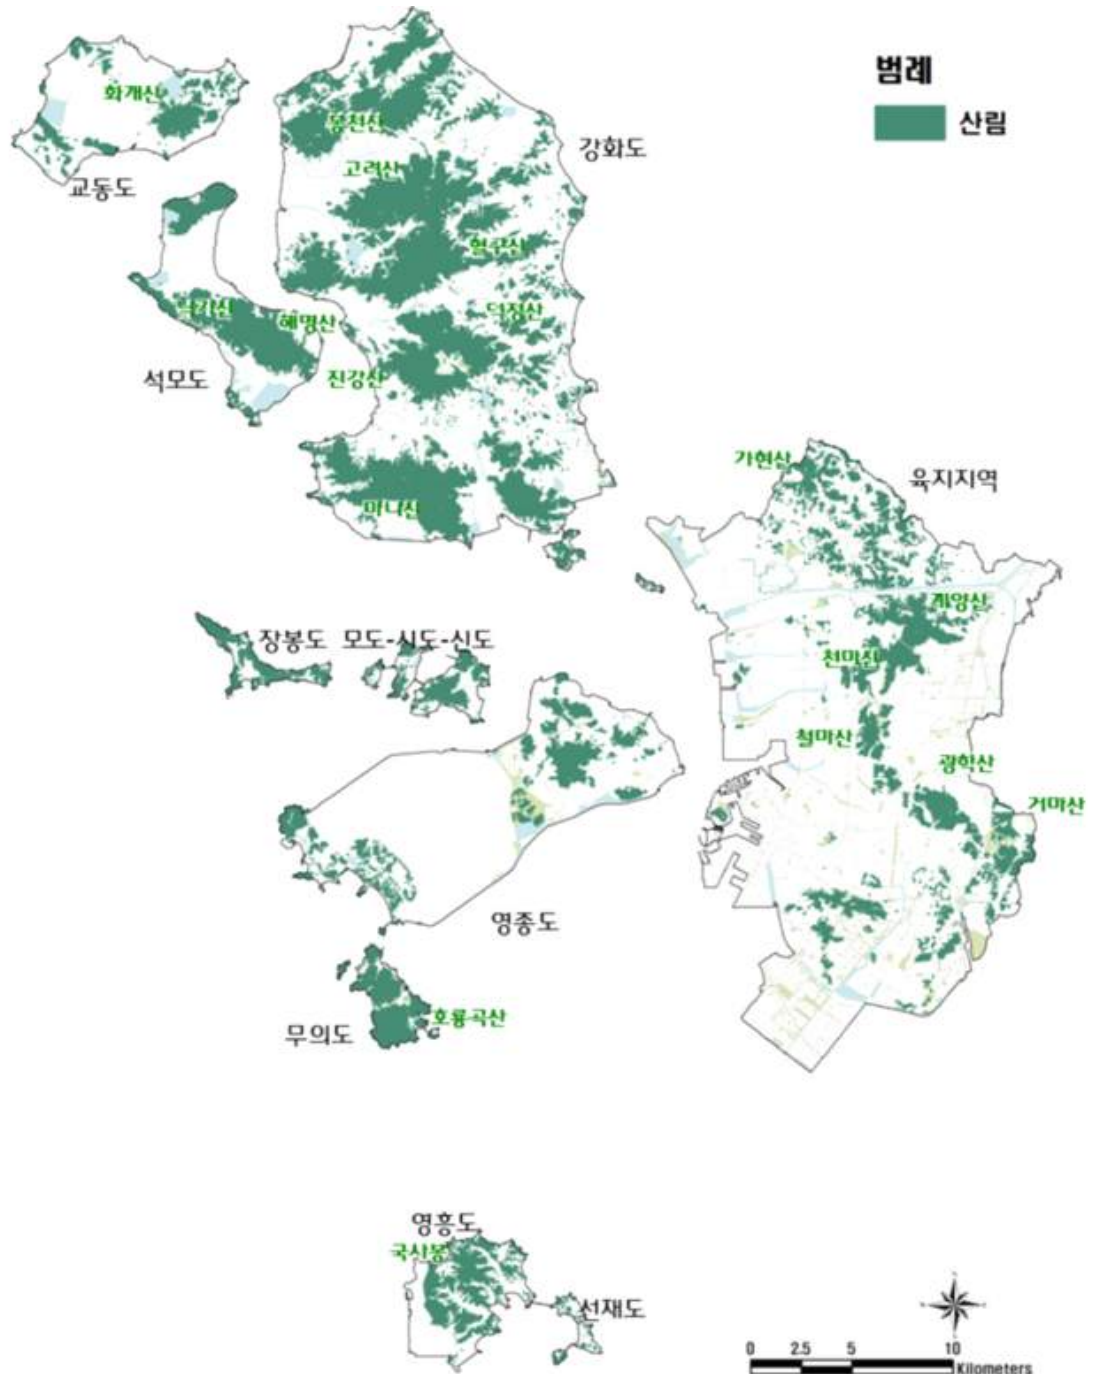 범례
산림
화개산
교동도
봉천산
고려산
강화도
혈구산
덕정산
낙가산
해명산
석모도
진강산
마니산
가현산
육지지역
계양산
천마산
철마산
광학산
거마산
장봉도
모도-시도-신도
영종도
무의도
호룡곡산
영흥도
국사봉
선재도
0 2.5 5 10
Kilometers